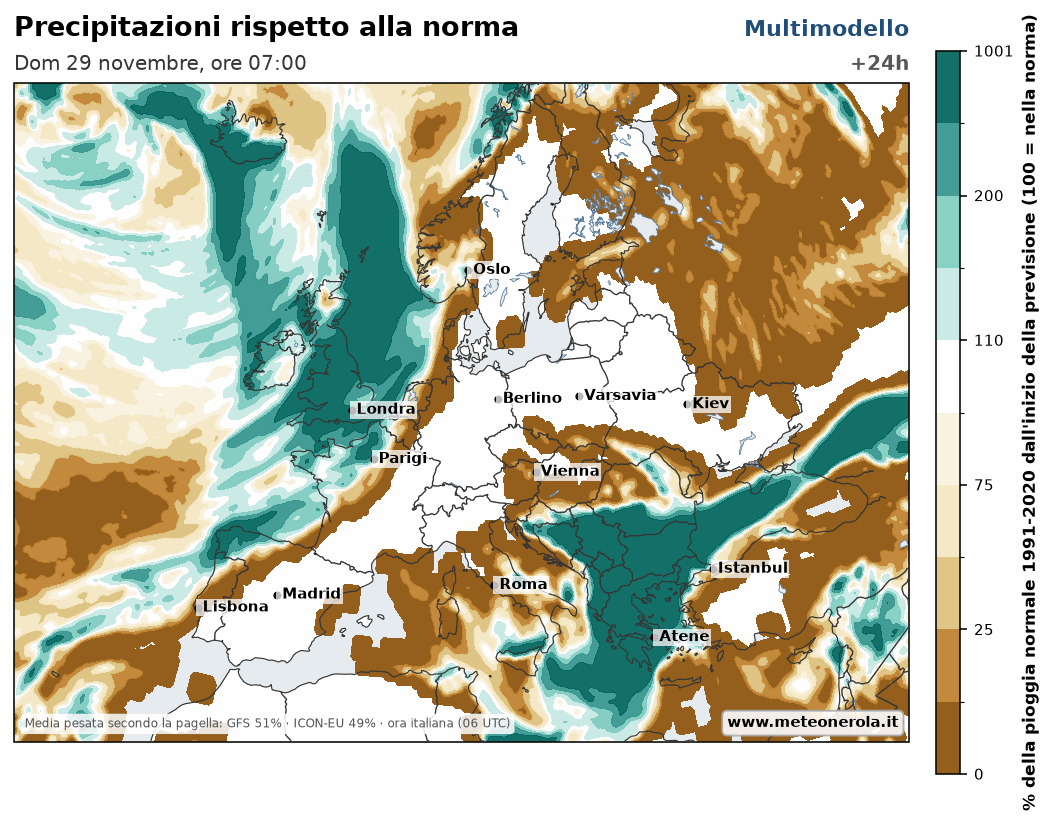 Precipitazioni rispetto alla norma
Multimodello
Dom 29 novembre, ore 07:00
+24h
1001
200
110
75
25
0
% della pioggia normale 1991-2020 dall'inizio della previsione (100 = nella norma)
Oslo
Londra
Berlino
Varsavia
Kiev
Parigi
Vienna
Istanbul
Roma
Madrid
Lisbona
Atene
Media pesata secondo la pagella: GFS 51% · ICON-EU 49% · ora italiana (06 UTC)
www.meteonerola.it